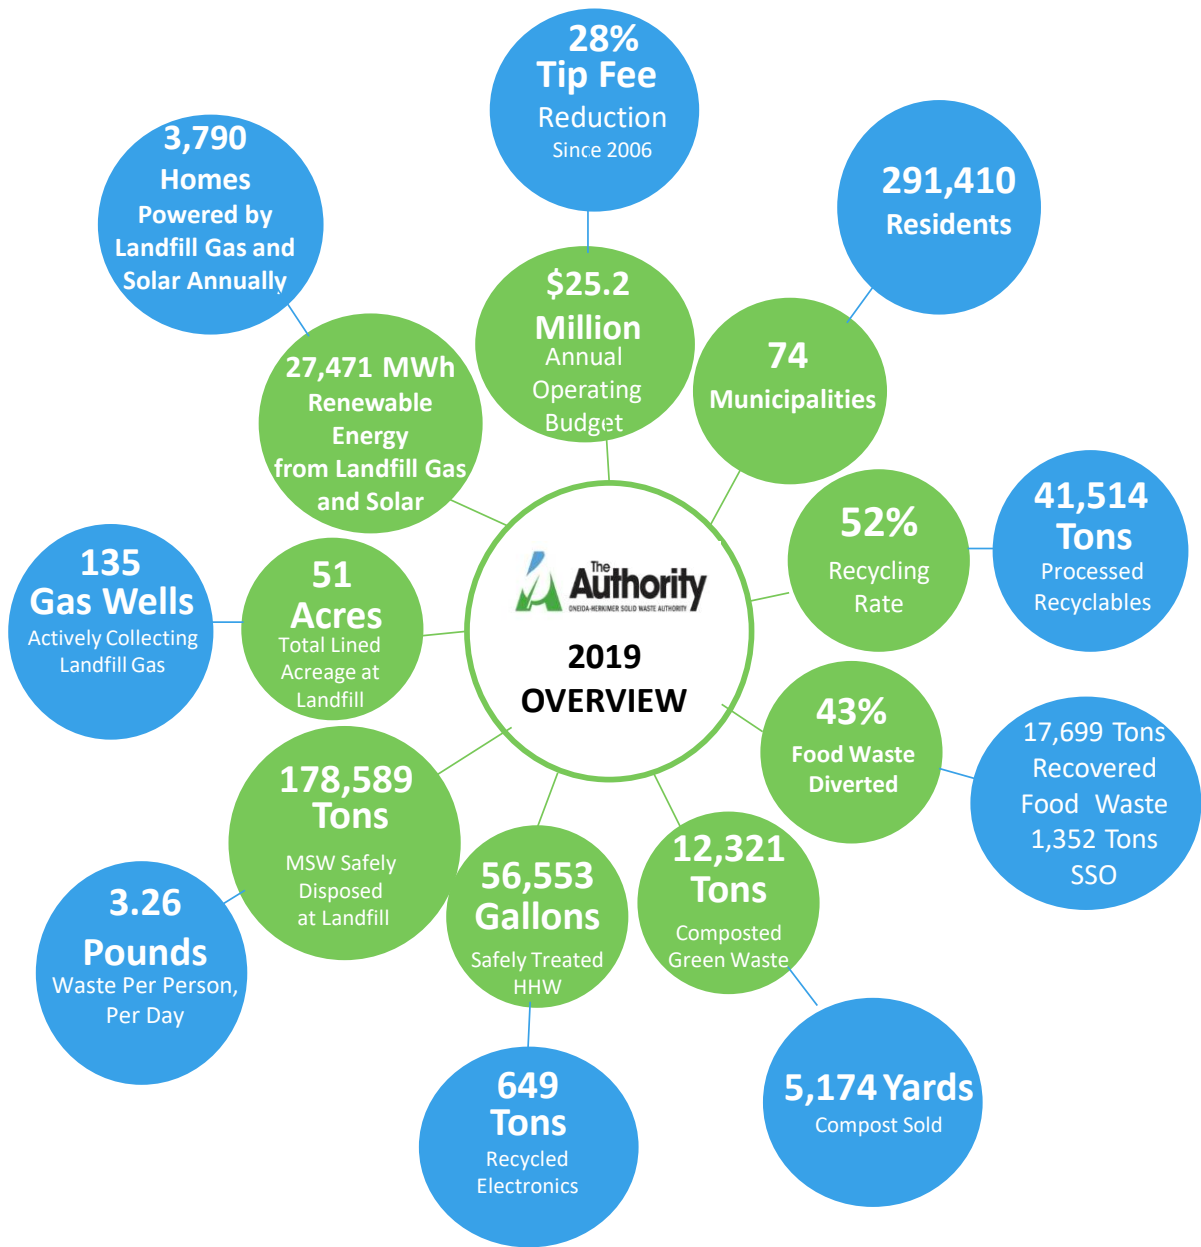 28%
Tip Fee
Reduction
Since 2006
3,790
Homes
Powered by
Landfill Gas and
Solar Annually
291,410
Residents
$25.2
Million
Annual
Operating
Budget
74
Municipalities
27,471 MWh
Renewable
Energy
from Landfill Gas
and Solar
52%
Recycling
Rate
41,514
Tons
Processed
Recyclables
135
Gas Wells
Actively Collecting
Landfill Gas
51
Acres
Total Lined
Acreage at
Landfill
The
Authority
ONEIDA-HERKIMER SOLID WASTE AUTHORITY
2019
OVERVIEW
43%
Food Waste
Diverted
17,699 Tons
Recovered
Food Waste
1,352 Tons
SSO
178,589
Tons
MSW Safely
Disposed
at Landfill
3.26
Pounds
Waste Per Person,
Per Day
56,553
Gallons
Safely Treated
HHW
12,321
Tons
Composted
Green Waste
649
Tons
Recycled
Electronics
5,174 Yards
Compost Sold